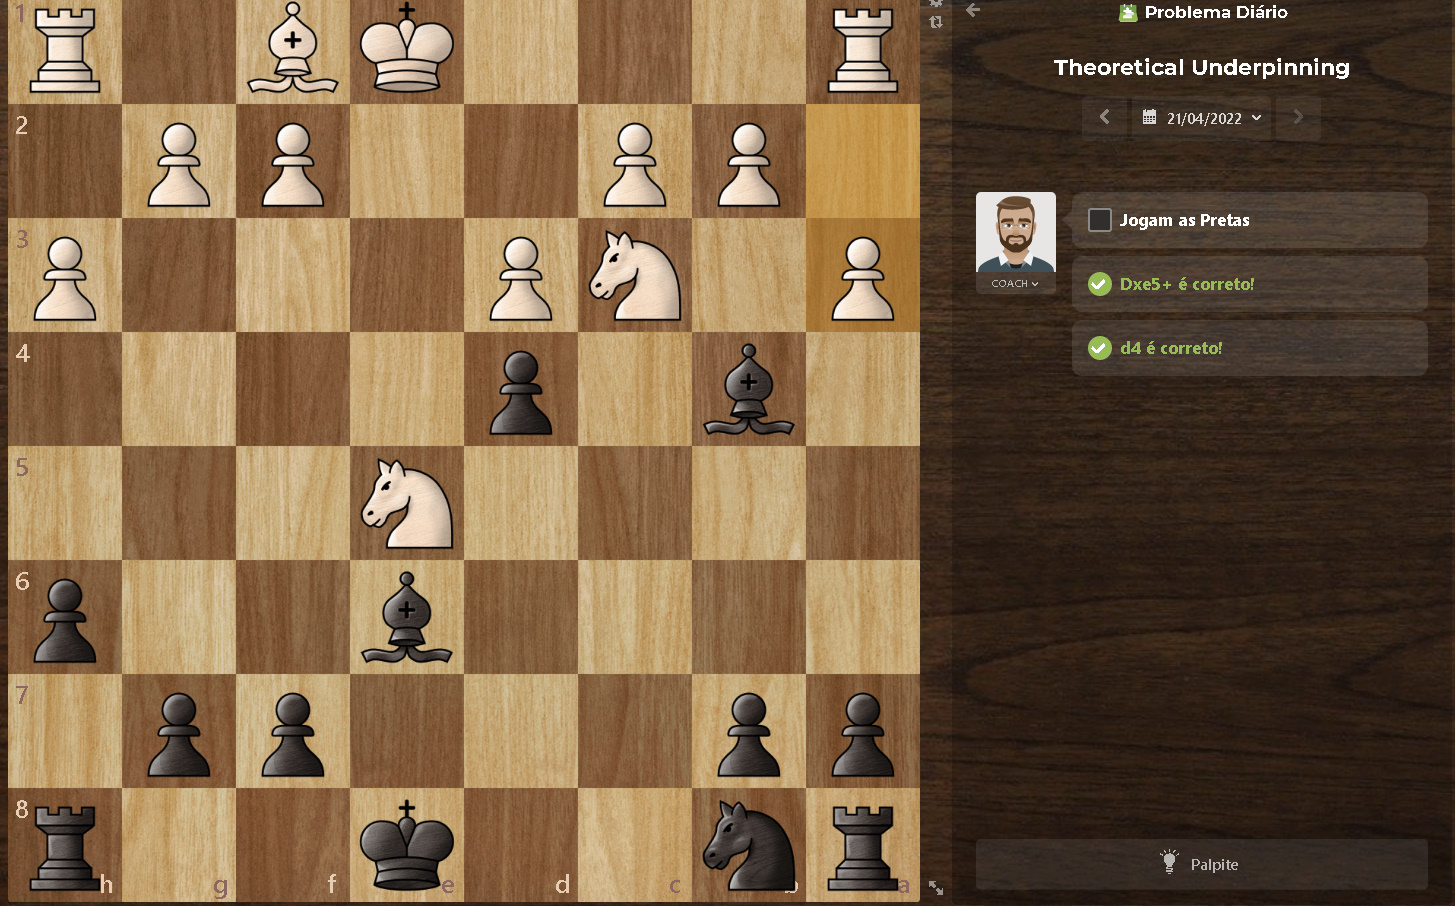 Problema Diário
Theoretical Underpinning
21/04/2022
Jogam as Pretas
COACH
Dxe5+ é correto!
d4 é correto!
Palpite
1
2
3
4
5
6
7
8
h g f e d c b a